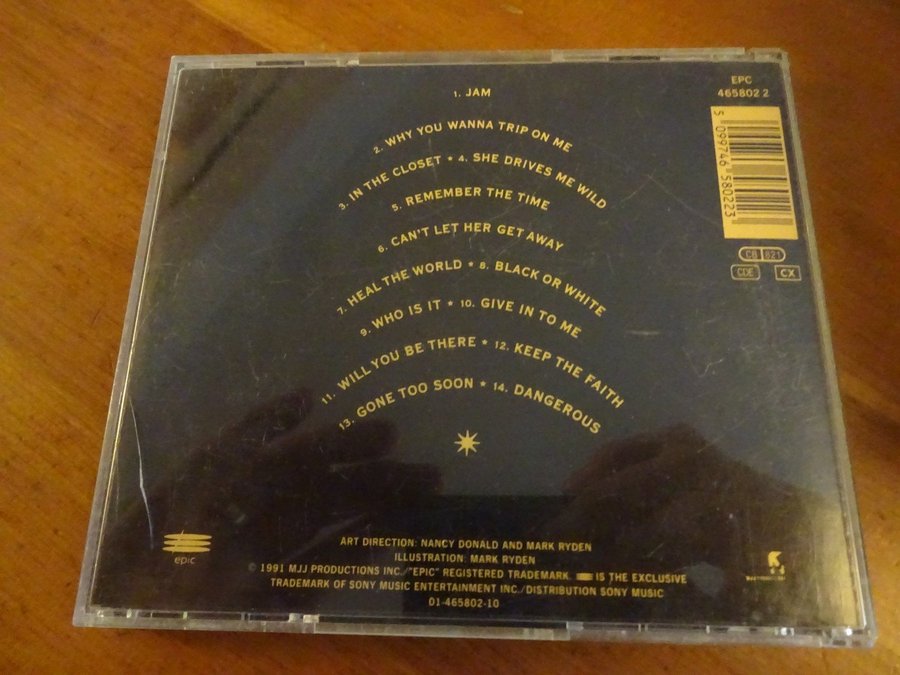 1. JAM
2. WHY YOU WANNA TRIP ON ME
3. IN THE CLOSET * 4. SHE DRIVES ME WILD
5. REMEMBER THE TIME
6. CAN'T LET HER GET AWAY
7. HEAL THE WORLD * 8. BLACK OR WHITE
9. WHO IS IT * 10. GIVE IN TO ME
11. WILL YOU BE THERE * 12. KEEP THE FAITH
13. GONE TOO SOON * 14. DANGEROUS
EPC
465802 2
5 099746 580223
CB 821
CDE CX
epic
ART DIRECTION: NANCY DONALD AND MARK RYDEN
ILLUSTRATION: MARK RYDEN
© 1991 MJJ PRODUCTIONS INC./"EPIC" REGISTERED TRADEMARK. IS THE EXCLUSIVE
TRADEMARK OF SONY MUSIC ENTERTAINMENT INC./DISTRIBUTION SONY MUSIC
01-465802-10